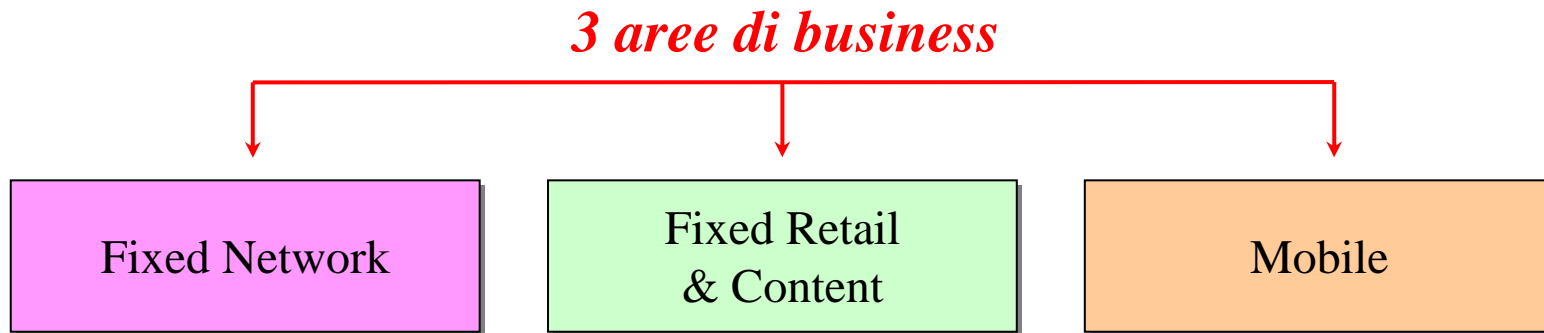 3 aree di business
Fixed Network
Fixed Retail
& Content
Mobile